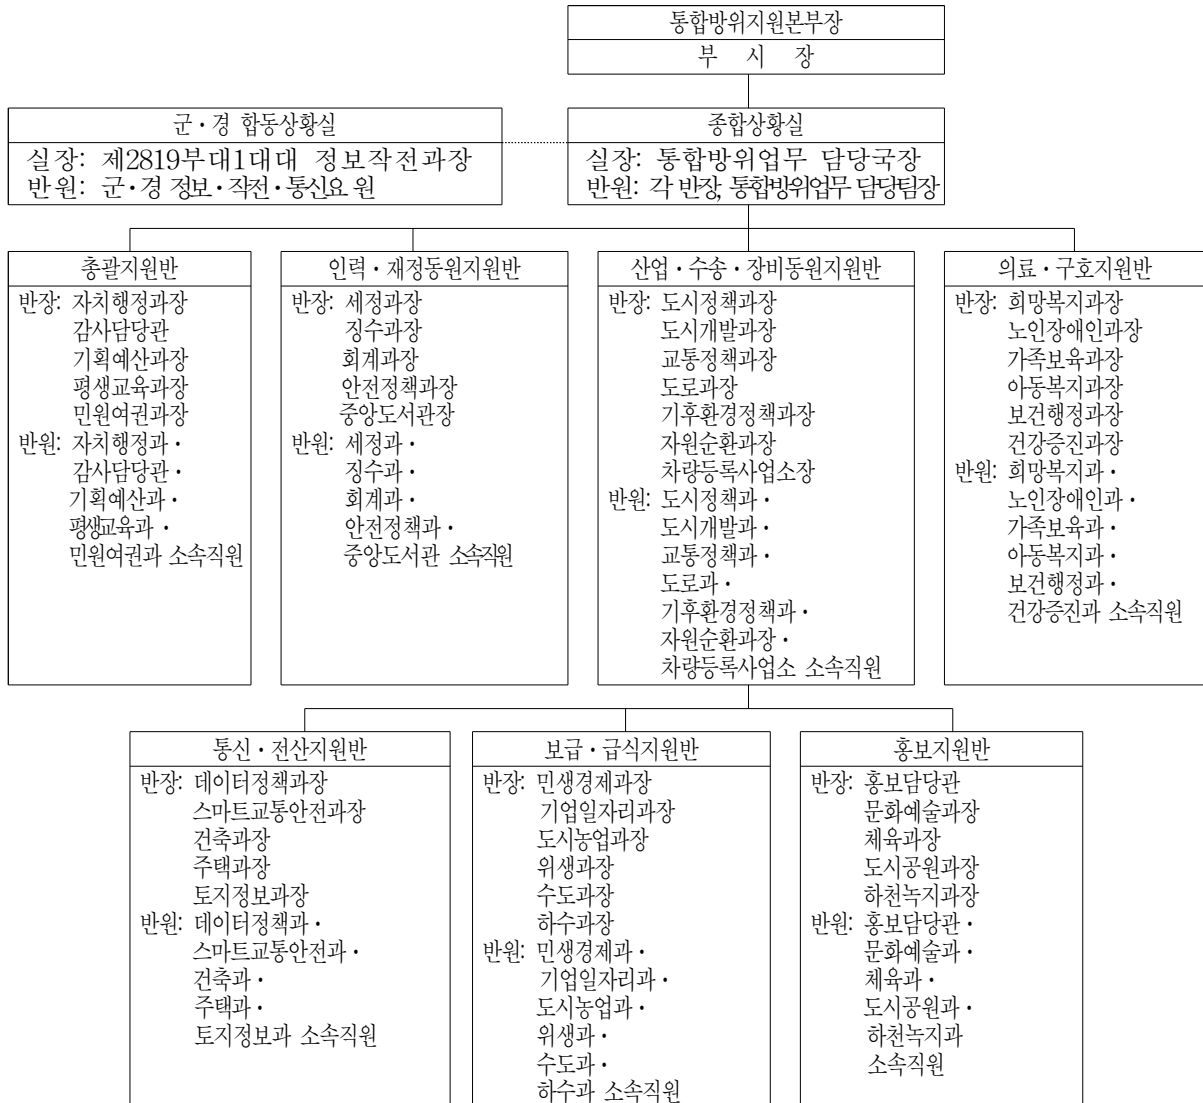 통합방위지원본부장
부 시 장
군·경 합동상황실
실장: 제2819부대1대대 정보작전과장
반원: 군·경 정보·작전·통신요 원
종합상황실
실장: 통합방위업무 담당국장
반원: 각 반장, 통합방위업무 담당팀장
총괄지원반
반장: 자치행정과장
감사담당관
기획예산과장
평생교육과장
민원여권과장
반원: 자치행정과·
감사담당관·
기획예산과·
평생교육과·
민원여권과 소속직원
인력·재정동원지원반
반장: 세정과장
징수과장
회계과장
안전정책과장
중앙도서관장
반원: 세정과·
징수과·
회계과·
안전정책과·
중앙도서관 소속직원
산업·수송·장비동원지원반
반장: 도시정책과장
도시개발과장
교통정책과장
도로과장
기후환경정책과장
자원순환과장
차량등록사업소장
반원: 도시정책과·
도시개발과·
교통정책과·
도로과·
기후환경정책과·
자원순환과장·
차량등록사업소 소속직원
의료·구호지원반
반장: 희망복지과장
노인장애인과장
가족보육과장
아동복지과장
보건행정과장
건강증진과장
반원: 희망복지과·
노인장애인과·
가족보육과·
아동복지과·
보건행정과·
건강증진과 소속직원
통신·전산지원반
반장: 데이터정책과장
스마트교통안전과장
건축과장
주택과장
토지정보과장
반원: 데이터정책과·
스마트교통안전과·
건축과·
주택과·
토지정보과 소속직원
보급·급식지원반
반장: 민생경제과장
기업일자리과장
도시농업과장
위생과장
수도과장
하수과장
반원: 민생경제과·
기업일자리과·
도시농업과·
위생과·
수도과·
하수과 소속직원
홍보지원반
반장: 홍보담당관
문화예술과장
체육과장
도시공원과장
하천녹지과장
반원: 홍보담당관·
문화예술과·
체육과·
도시공원과·
하천녹지과
소속직원